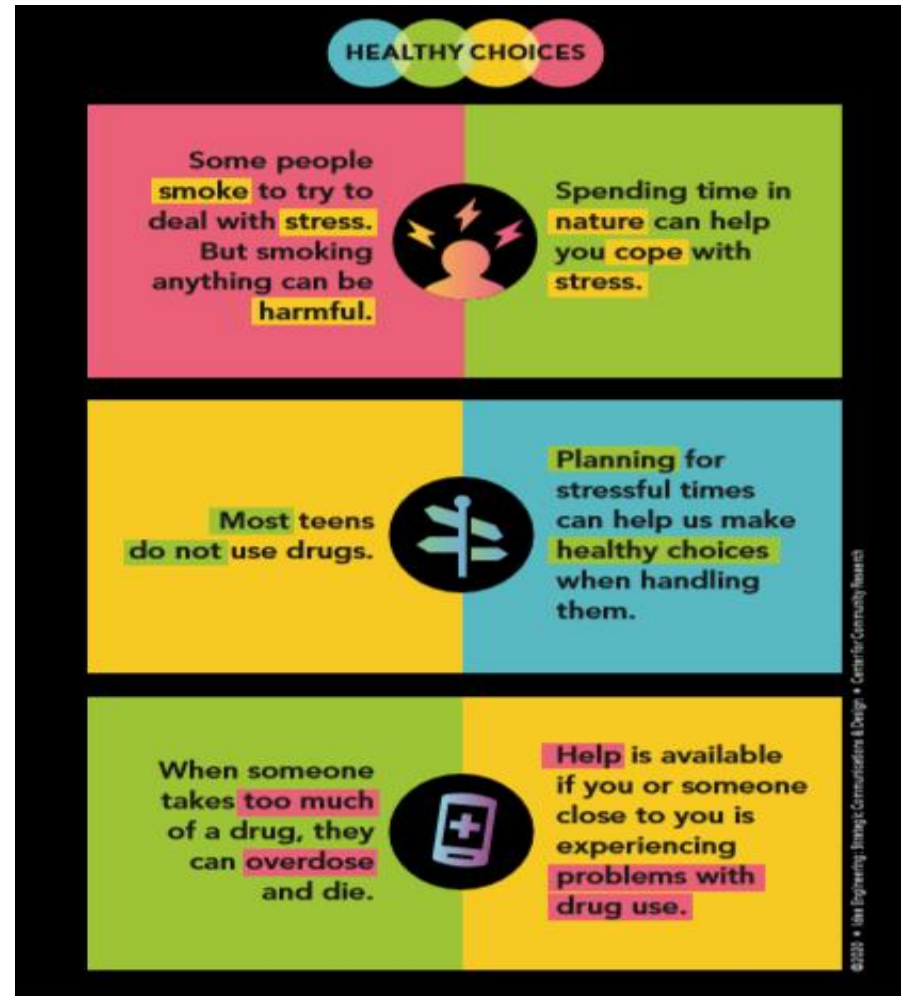 HEALTHY CHOICES
Some people
smoke to try to
deal with stress.
But smoking
anything can be
harmful.
Spending time in
nature can help
you cope with
stress.
Most teens
do not use drugs.
Planning for
stressful times
can help us make
healthy choices
when handling
them.
When someone
takes too much
of a drug, they
can overdose
and die.
Help is available
if you or someone
close to you is
experiencing
problems with
drug use.
©2020 • Idea Engineering: Strategic Communications & Design • Center for Community Research